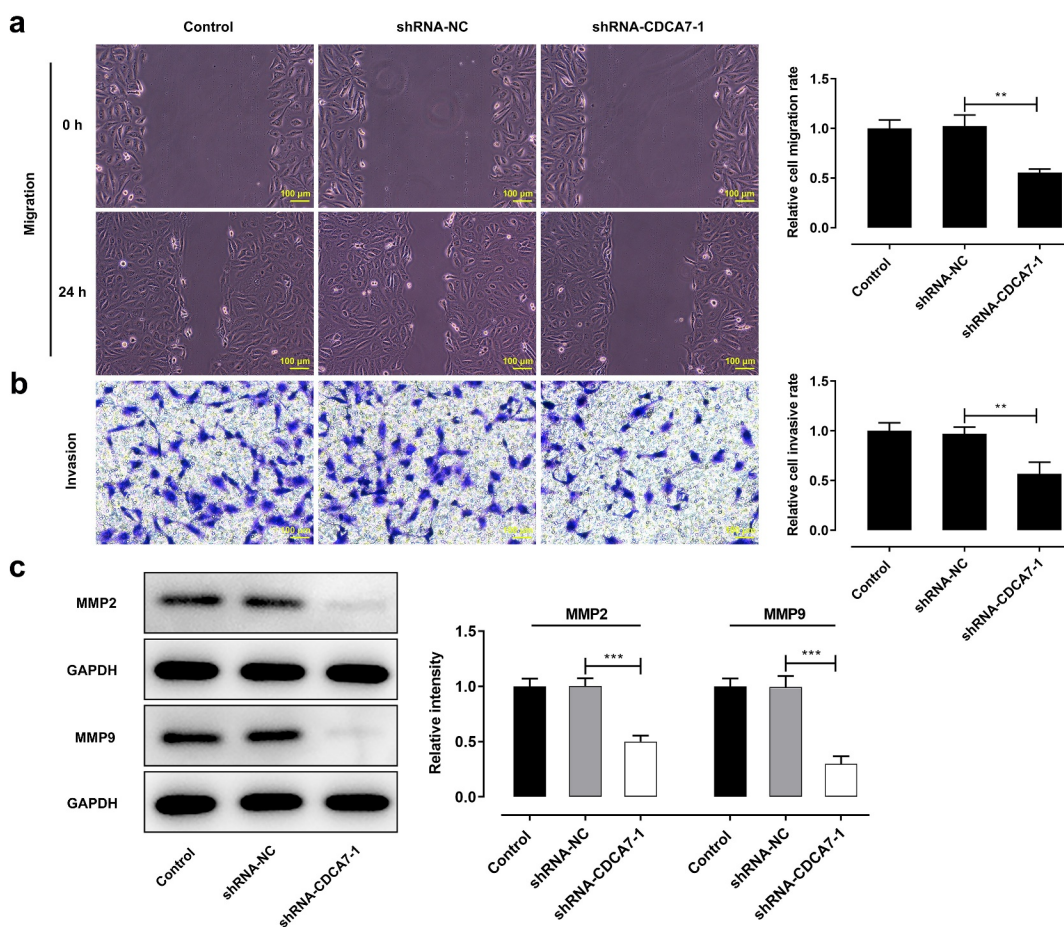 a
Control
shRNA-NC
shRNA-CDCA7-1
Migration
0 h
100 µm
100 µm
100 µm
24 h
100 µm
100 µm
100 µm
Relative cell migration rate
1.5
1.0
0.5
0.0
**
Control
shRNA-NC
shRNA-CDCA7-1
b
Invasion
100 µm
100 µm
Relative cell invasive rate
1.5
1.0
0.5
0.0
**
Control
shRNA-NC
shRNA-CDCA7-1
c
MMP2
GAPDH
MMP9
GAPDH
Control
shRNA-NC
shRNA-CDCA7-1
Relative intensity
1.5
1.0
0.5
0.0
MMP2
***
MMP9
***
Control
shRNA-NC
shRNA-CDCA7-1
Control
shRNA-NC
shRNA-CDCA7-1